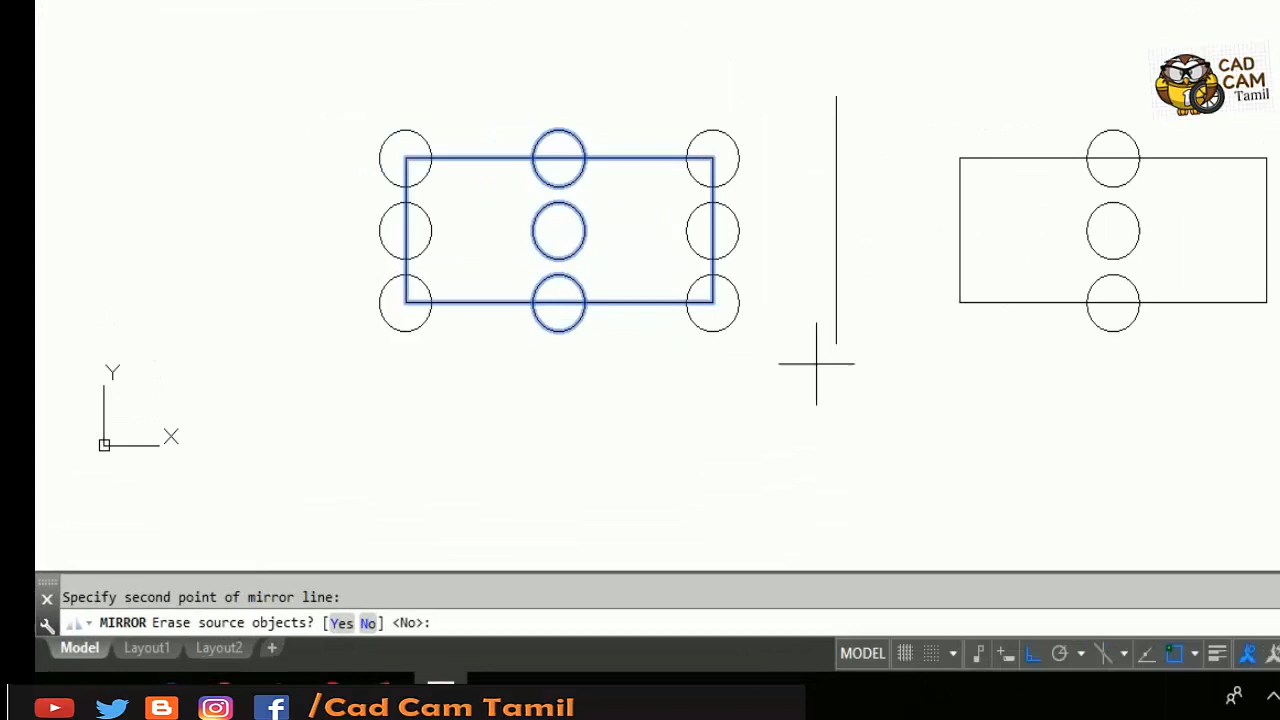 CAD
CAM
Tamil
Y
X
Specify second point of mirror line:
MIRROR Erase source objects? [Yes No] <No>:
Model Layout1 Layout2 +
MODEL
/Cad Cam Tamil